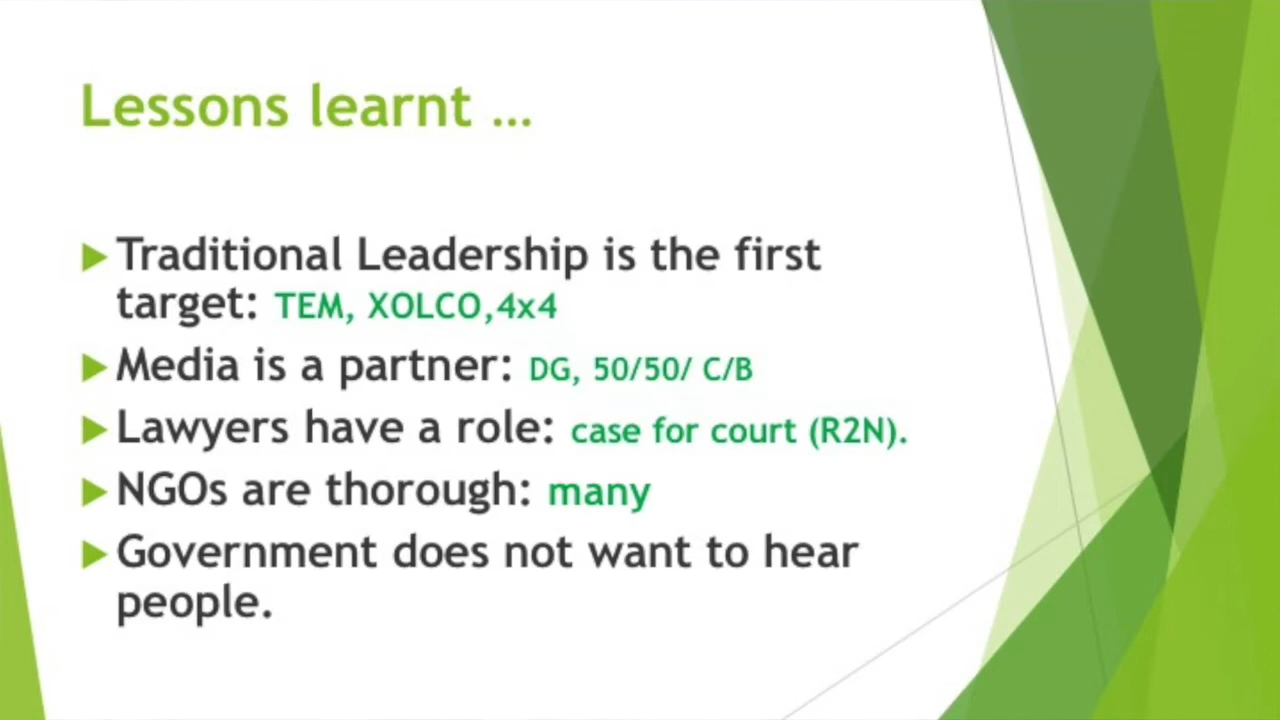 Lessons learnt ...
Traditional Leadership is the first
target: TEM, XOLCO,4x4
Media is a partner: DG, 50/50/ C/B
Lawyers have a role: case for court (R2N).
NGOs are thorough: many
Government does not want to hear
people.